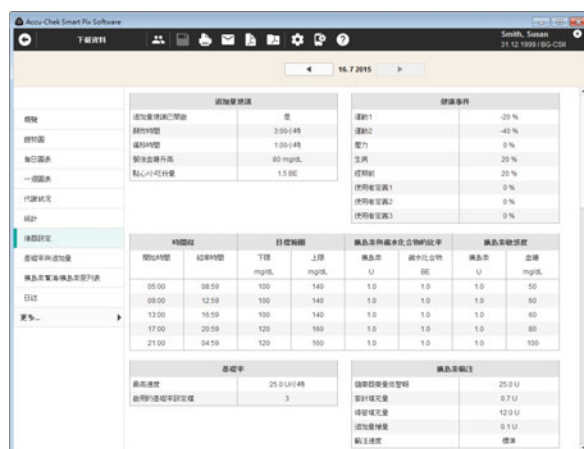 Accu-Chek Smart Pix Software
下載資料
Smith, Susan
31.12.1999 / BG-CSII
16.7 2015
概覽
趨勢圖
每日圖表
一週圖表
代謝狀況
統計
儀器設定
基礎率與追加量
胰島素幫浦/胰島素列表
日誌
更多...
追加量建議
追加量建議已開啟 是
期間 3:00小時
偏移時間 1:00小時
餐後血糖升高 80 mg/dL
點心/小吃份量 1.5 BE
健康事件
運動1 -20 %
運動2 -40 %
壓力 0 %
生病 20 %
經期前 20 %
使用者定義1 0 %
使用者定義2 0 %
使用者定義3 0 %
時間段 目標範圍 胰島素與碳水化合物的比率 胰島素敏感度
開始時間 結束時間 下限 上限 胰島素 碳水化合物 胰島素 血糖
mg/dL mg/dL U BE U mg/dL
05:00 08:59 100 140 1.0 1.0 1.0 50
09:00 12:59 100 140 1.0 1.0 1.0 60
13:00 16:59 100 140 1.0 1.0 1.0 60
17:00 20:59 120 160 1.0 1.0 1.0 80
21:00 04:59 120 150 1.0 1.0 1.0 100
基礎率
最高速度 25.0 U/小時
啟用的基礎率設定檔 3
胰島素輸注
儲藥器藥量低警報 25.0 U
套針填充量 0.7 U
導管填充量 12.0 U
追加量增量 0.1 U
輸注速度 標準